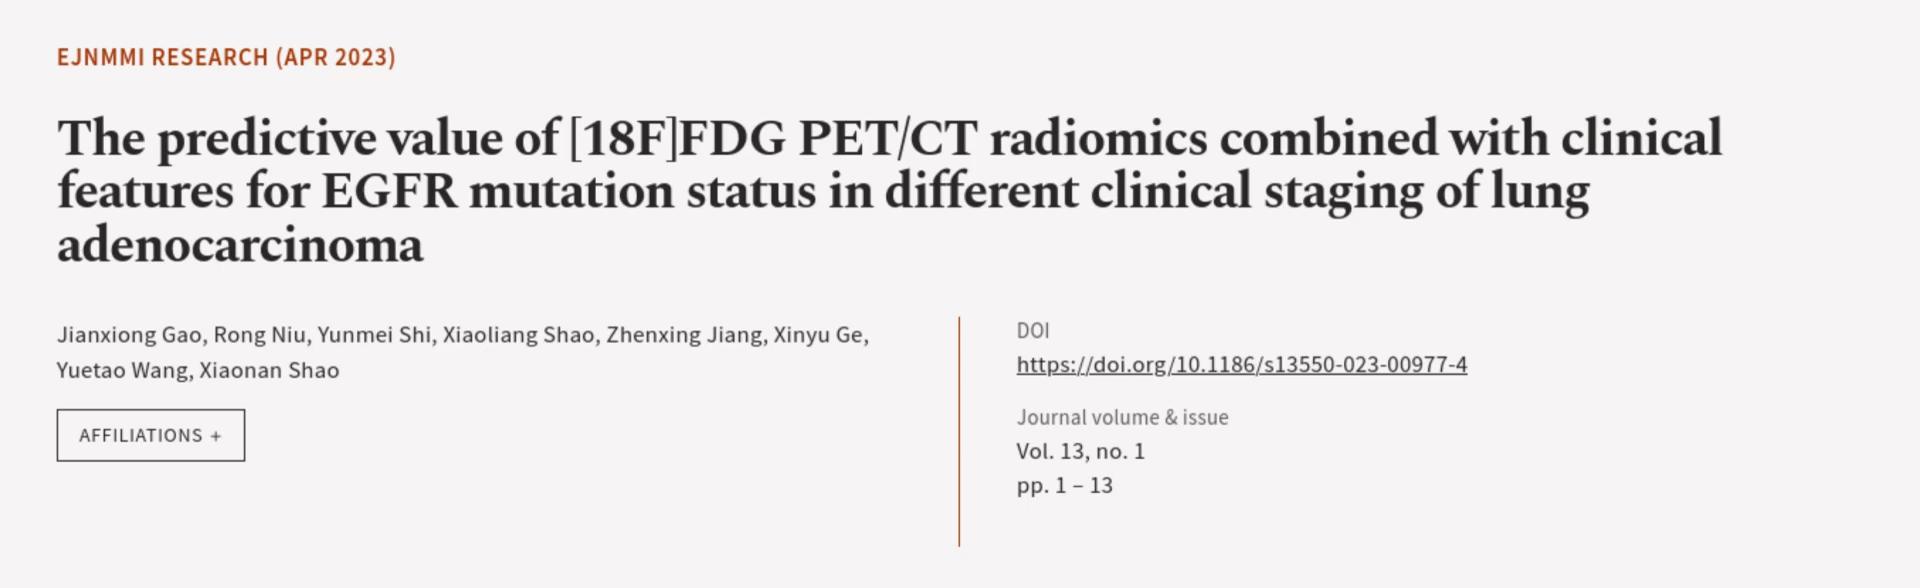 EJNMMI RESEARCH (APR 2023)
The predictive value of [18F]FDG PET/CT radiomics combined with clinical
features for EGFR mutation status in different clinical staging of lung
adenocarcinoma
Jianxiong Gao, Rong Niu, Yunmei Shi, Xiaoliang Shao, Zhenxing Jiang, Xinyu Ge,
Yuetao Wang, Xiaonan Shao
AFFILIATIONS +
DOI
https://doi.org/10.1186/s13550-023-00977-4
Journal volume & issue
Vol. 13, no. 1
pp. 1 – 13